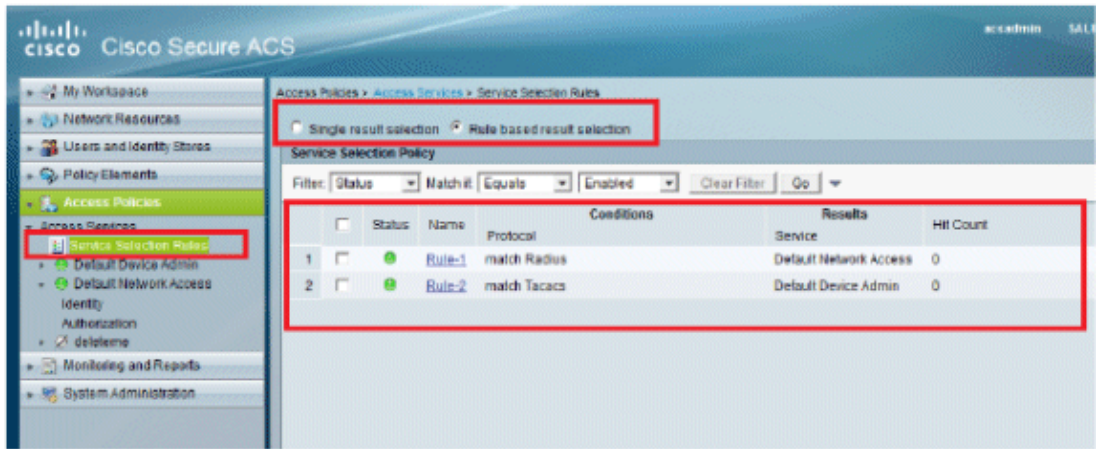 cisco Cisco Secure ACS
acsadmin
My Workspace
Network Resources
Users and Identity Stores
Policy Elements
Access Policies
Access Services
Service Selection Rules
Default Device Admin
Default Network Access
Identity
Authorization
deleteme
Monitoring and Reports
System Administration
Access Policies > Access Services > Service Selection Rules
Single result selection Rule based result selection
Service Selection Policy
Filter: Status Match if: Equals Enabled Clear Filter Go
Conditions Results
Status Name Protocol Service Hit Count
1 Rule-1 match Radius Default Network Access 0
2 Rule-2 match Tacacs Default Device Admin 0